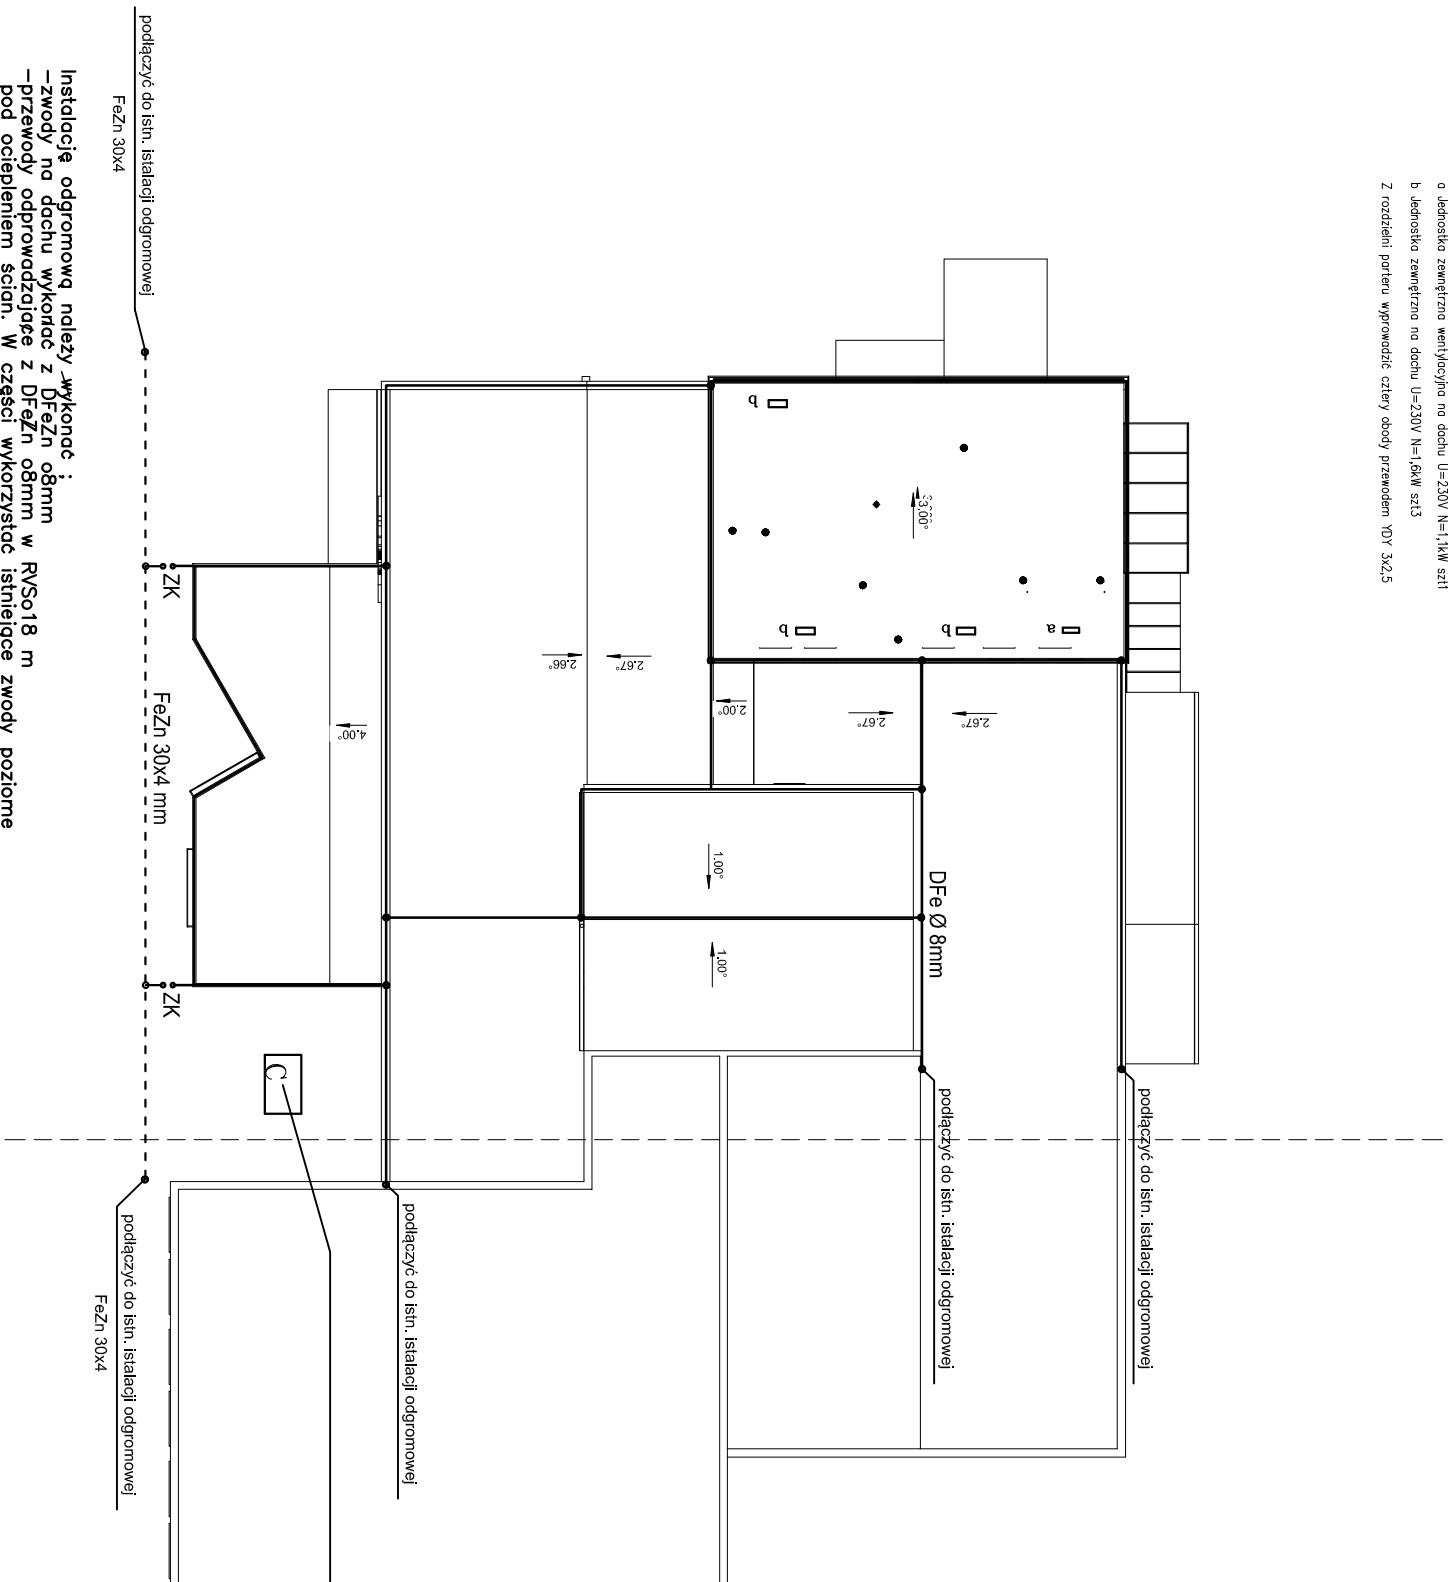 a Jednostka zewnętrzna wentylacyjna na dachu U=230V N=1,1kW szt1
b Jednostka zewnętrzna na dachu U=230V N=1,6kW szt3
Z rozdzielni parteru wyprowadzić cztery obody przewodem YDY 3x2,5
b
3,00°
b
b
a
2.66°
2.67°
2.00°
2.67°
2.67°
4.00°
1.00°
1.00°
DFe Ø 8mm
podłączyć do istn. istalacji odgromowej
podłączyć do istn. istalacji odgromowej
podłączyć do istn. istalacji odgromowej
C
ZK
FeZn 30x4 mm
ZK
podłączyć do istn. istalacji odgromowej
FeZn 30x4
podłączyć do istn. istalacji odgromowej
FeZn 30x4
Instalację odgromową należy wykonać ;
-zwody na dachu wykonać z DFeZn o8mm
-przewody odprowadzające z DFeZn o8mm w RVSo18 m
pod ociepleniem ścian. W części wykorzystać istniejące zwody poziome